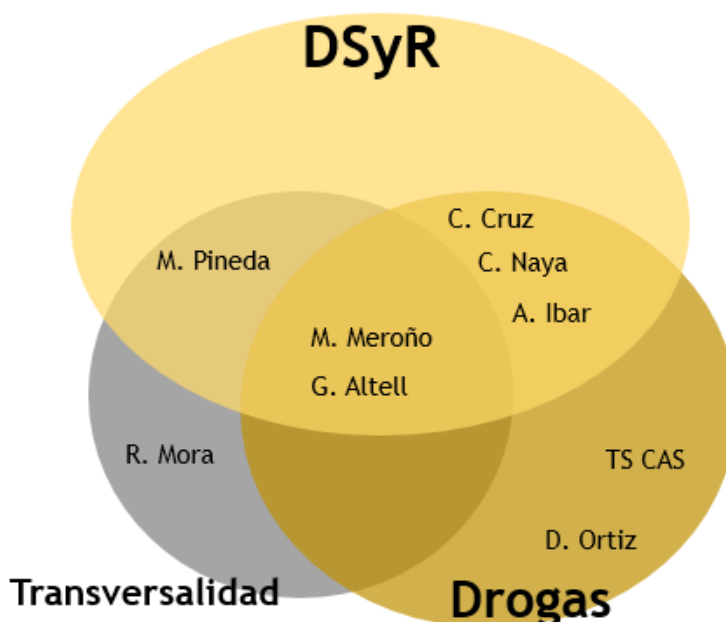 DSyR
C. Cruz
M. Pineda
C. Naya
A. Ibar
M. Meroño
G. Altell
R. Mora
TS CAS
D. Ortiz
Transversalidad
Drogas